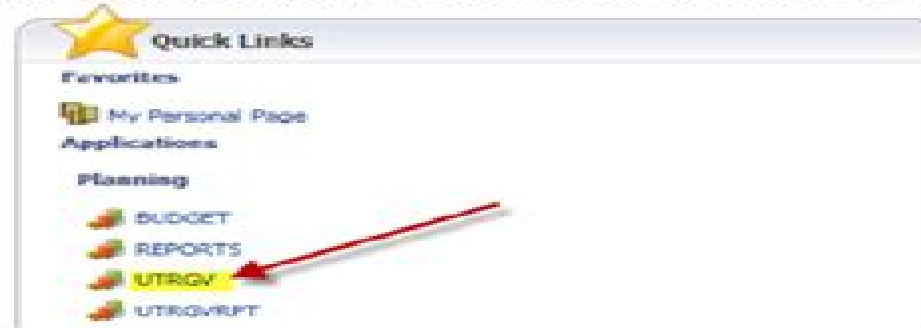 Quick Links
Favorites
My Personal Page
Applications
Planning
BUDGET
REPORTS
UTRGV
UTRGVRPT